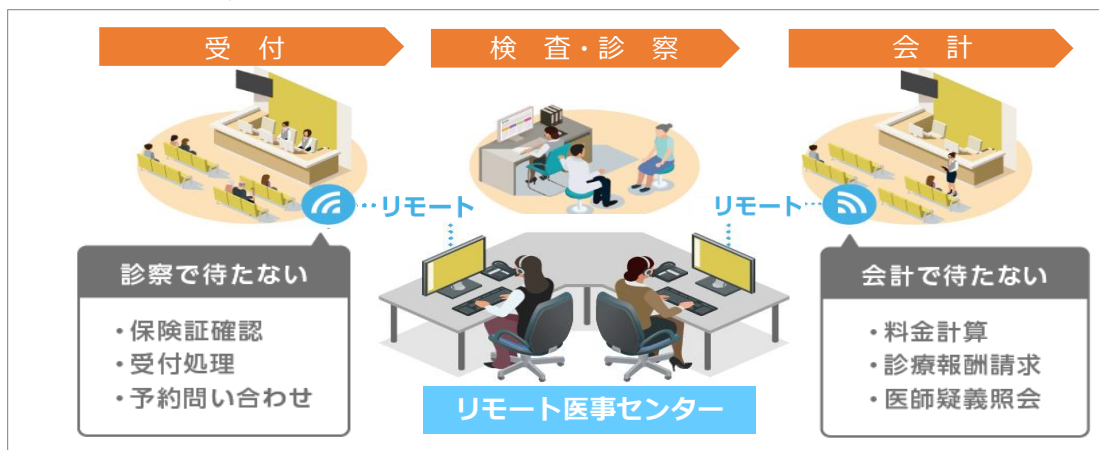 受 付
検 査・診 察
会 計
…リモート
リモート…
診察で待たない
・保険証確認
・受付処理
・予約問い合わせ
会計で待たない
・料金計算
・診療報酬請求
・医師疑義照会
リモート医事センター